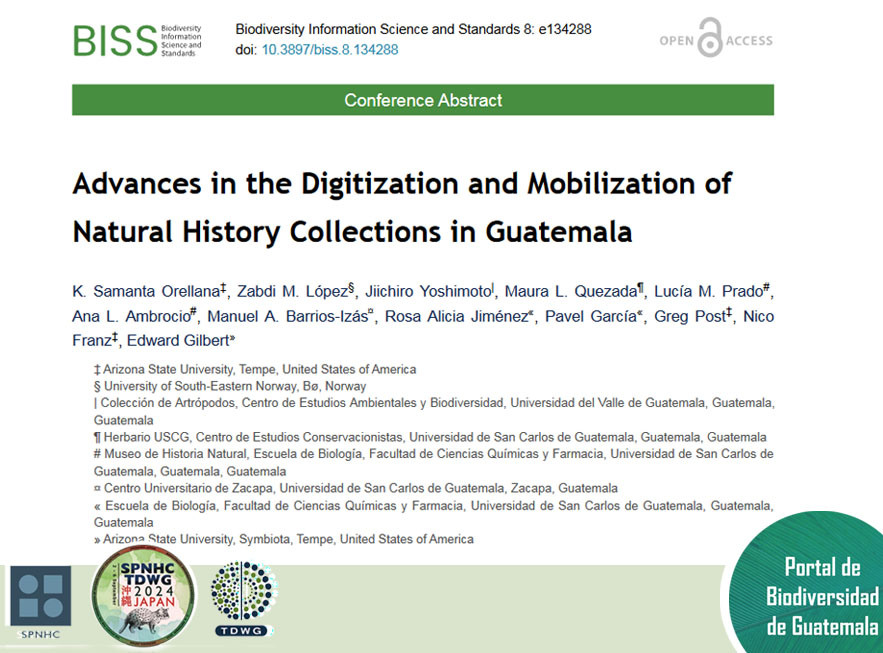 BISS Biodiversity
Information
Science and
Standards
Biodiversity Information Science and Standards 8: e134288
doi: 10.3897/biss.8.134288
OPEN ACCESS
Conference Abstract
Advances in the Digitization and Mobilization of
Natural History Collections in Guatemala
K. Samanta Orellana‡, Zabdi M. López§, Jiichiro Yoshimoto|, Maura L. Quezada¶, Lucía M. Prado#,
Ana L. Ambrocio#, Manuel A. Barrios-Izás¤, Rosa Alicia Jiménez«, Pavel García«, Greg Post‡, Nico
Franz‡, Edward Gilbert»
‡ Arizona State University, Tempe, United States of America
§ University of South-Eastern Norway, Bø, Norway
| Colección de Artrópodos, Centro de Estudios Ambientales y Biodiversidad, Universidad del Valle de Guatemala, Guatemala,
Guatemala
¶ Herbario USCG, Centro de Estudios Conservacionistas, Universidad de San Carlos de Guatemala, Guatemala, Guatemala
# Museo de Historia Natural, Escuela de Biología, Facultad de Ciencias Químicas y Farmacia, Universidad de San Carlos de
Guatemala, Guatemala, Guatemala
¤ Centro Universitario de Zacapa, Universidad de San Carlos de Guatemala, Zacapa, Guatemala
« Escuela de Biología, Facultad de Ciencias Químicas y Farmacia, Universidad de San Carlos de Guatemala, Guatemala,
Guatemala
» Arizona State University, Symbiota, Tempe, United States of America
SPNHC
SPNHC
TDWG
2024
沖縄 JAPAN
TDWG
Portal de
Biodiversidad
de Guatemala